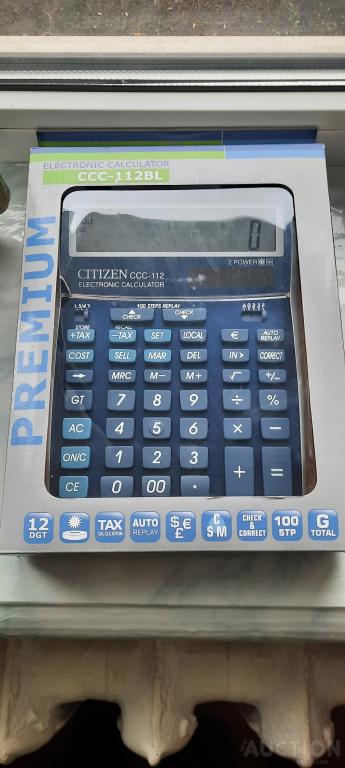 ELECTRONIC CALCULATOR
CCC-112BL
PREMIUM
0
2 POWER
CITIZEN CCC-112
ELECTRONIC CALCULATOR
100 STEPS REPLAY
CHECK CHECK
STORE RECALL
+TAX -TAX SET LOCAL € AUTO REPLAY
COST SELL MAR DEL IN> CORRECT
→ MRC M- M+ √ +/-
GT 7 8 9 ÷ %
AC 4 5 6 × -
ON/C 1 2 3 + =
CE 0 00 ·
12 DGT
TAX CALCULATION
AUTO REPLAY
$ € £
C S M
CHECK & CORRECT
100 STP
G TOTAL
AUCTION